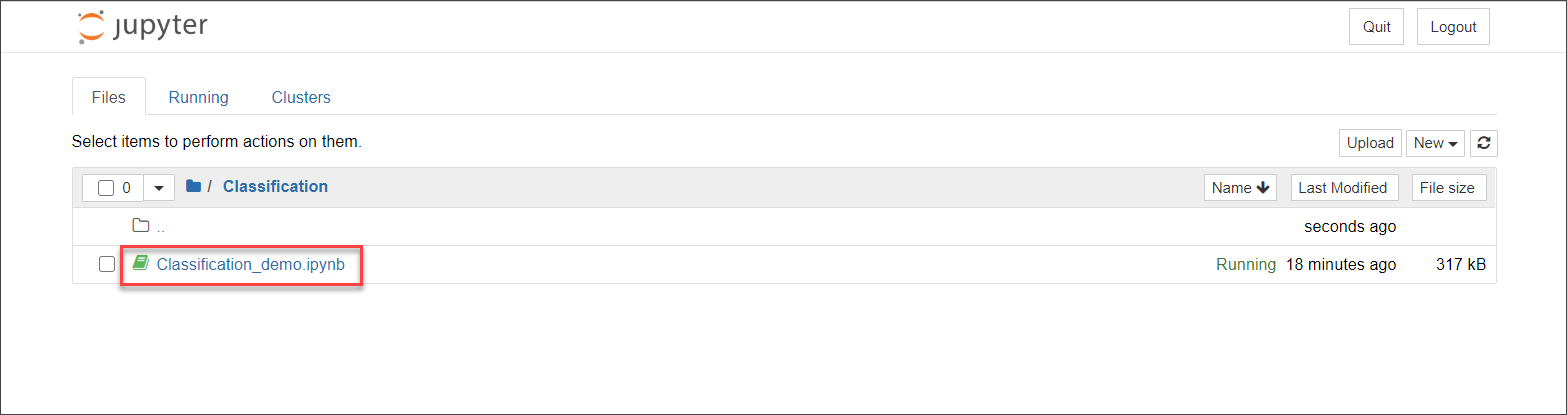 jupyter Quit Logout
Files Running Clusters
Select items to perform actions on them. Upload New
0 / Classification Name Last Modified File size
.. seconds ago
Classification_demo.ipynb Running 18 minutes ago 317 kB